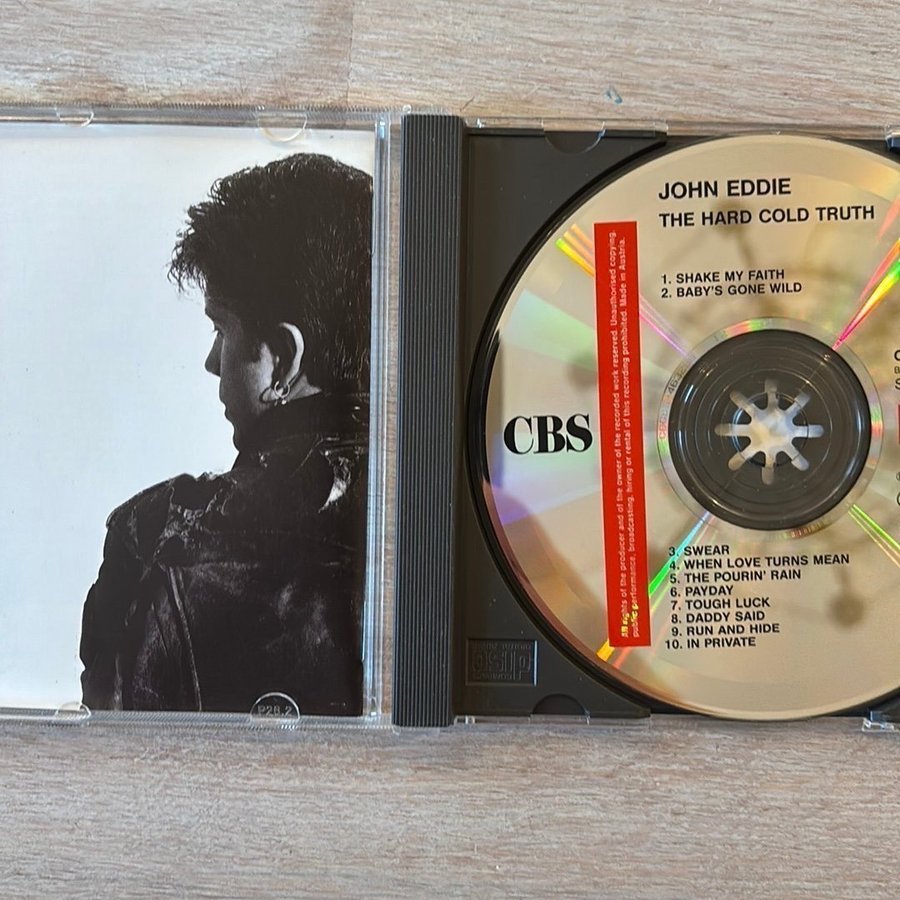 JOHN EDDIE
THE HARD COLD TRUTH
1. SHAKE MY FAITH
2. BABY'S GONE WILD
All rights of the producer and of the owner of the recorded work reserved. Unauthorised copying,
public performance, broadcasting, hiring or rental of this recording prohibited. Made in Austria.
CBS
3. SWEAR
4. WHEN LOVE TURNS MEAN
5. THE POURIN' RAIN
6. PAYDAY
7. TOUGH LUCK
8. DADDY SAID
9. RUN AND HIDE
10. IN PRIVATE
P28.2
disc